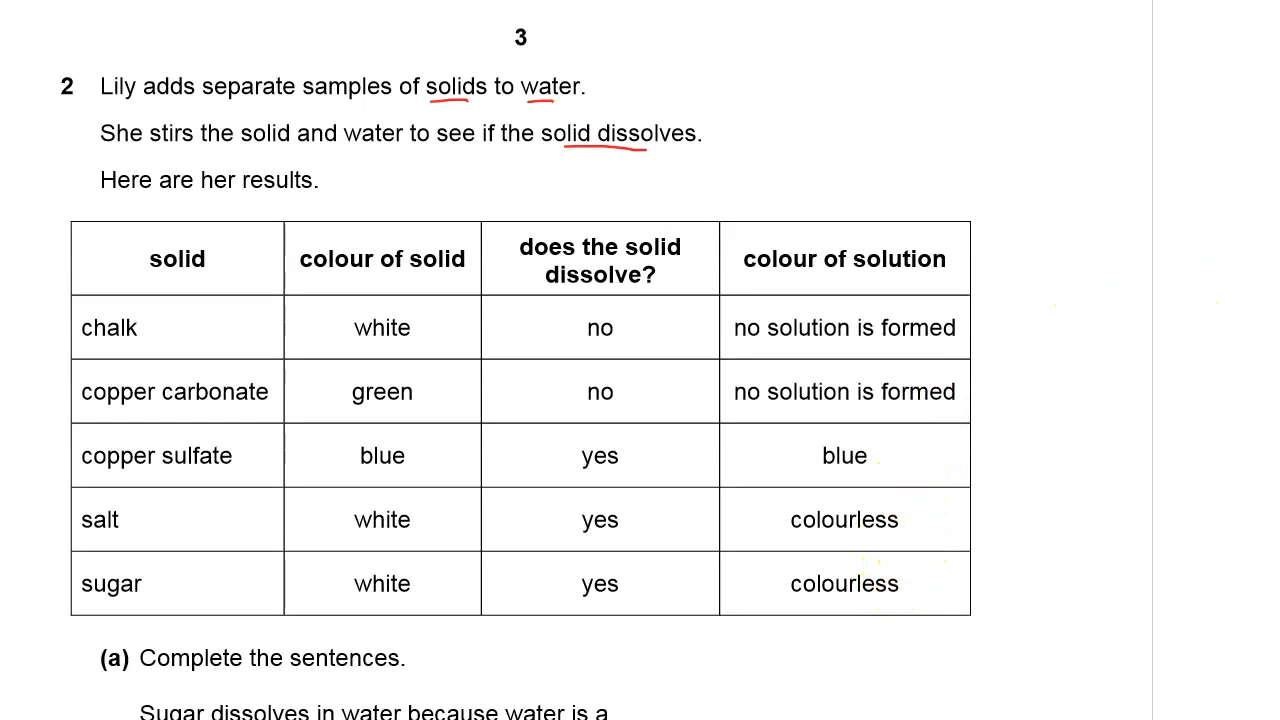 3
2 Lily adds separate samples of solids to water.
She stirs the solid and water to see if the solid dissolves.
Here are her results.
solid colour of solid does the solid dissolve? colour of solution
chalk white no no solution is formed
copper carbonate green no no solution is formed
copper sulfate blue yes blue
salt white yes colourless
sugar white yes colourless
(a) Complete the sentences.
Sugar dissolves in water because water is a